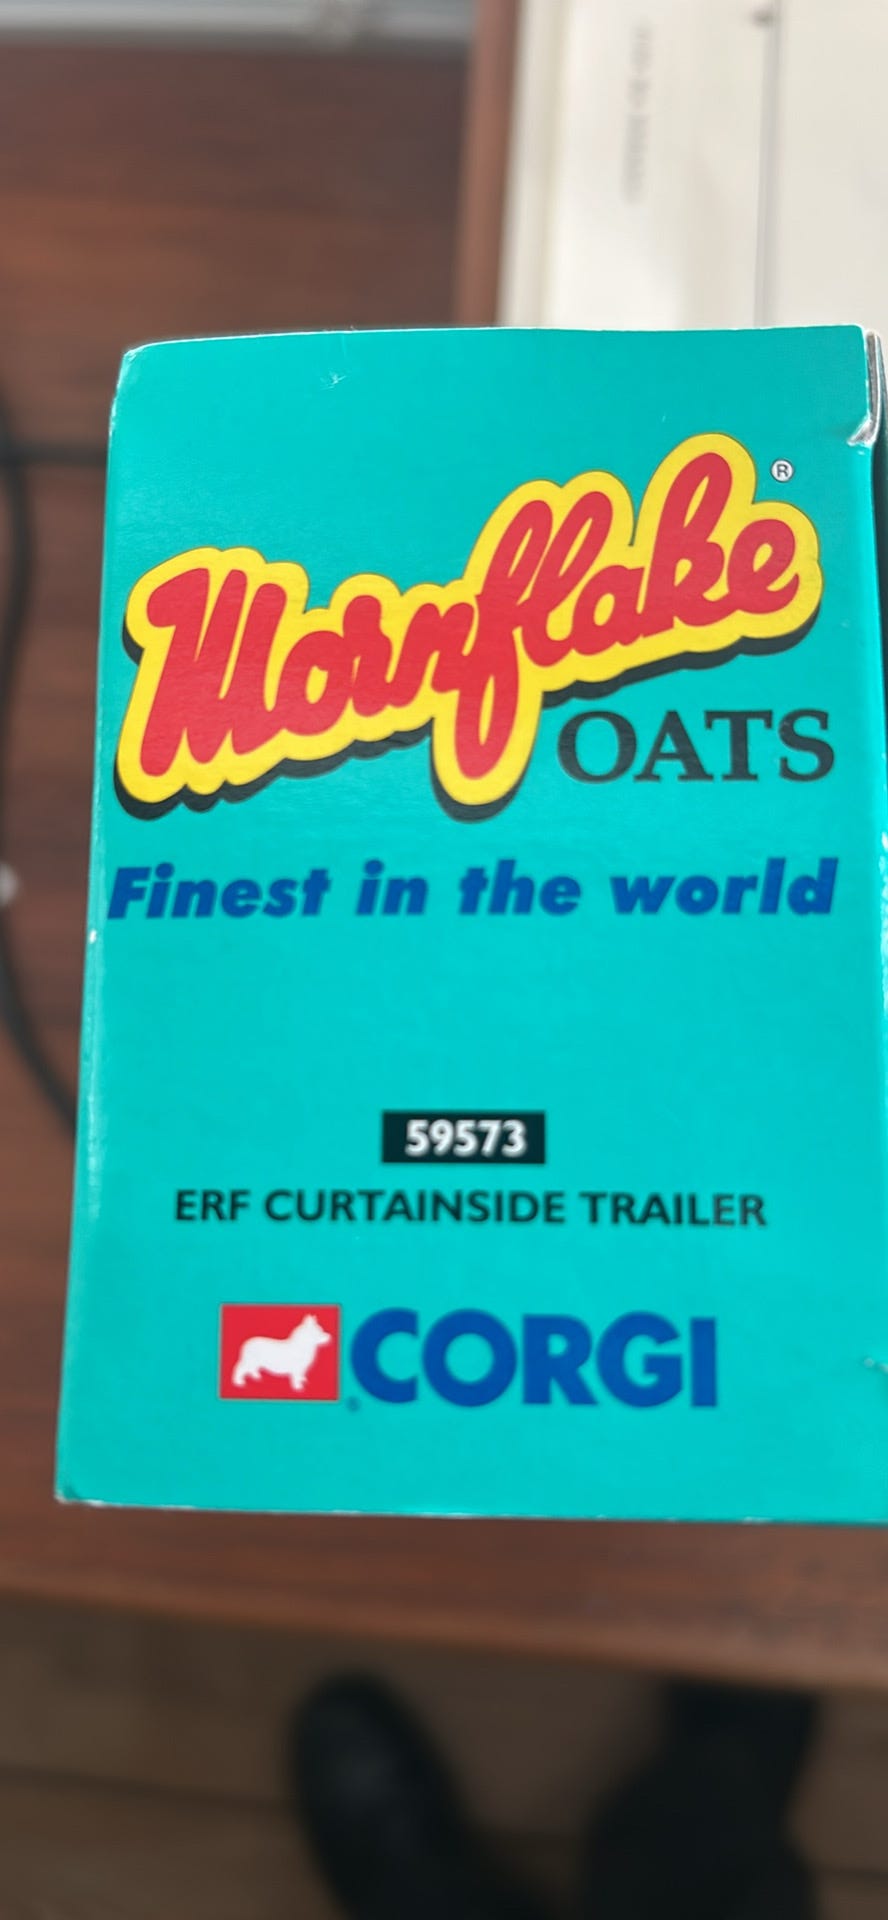 Mornflake ®
OATS
Finest in the world
59573
ERF CURTAINSIDE TRAILER
CORGI